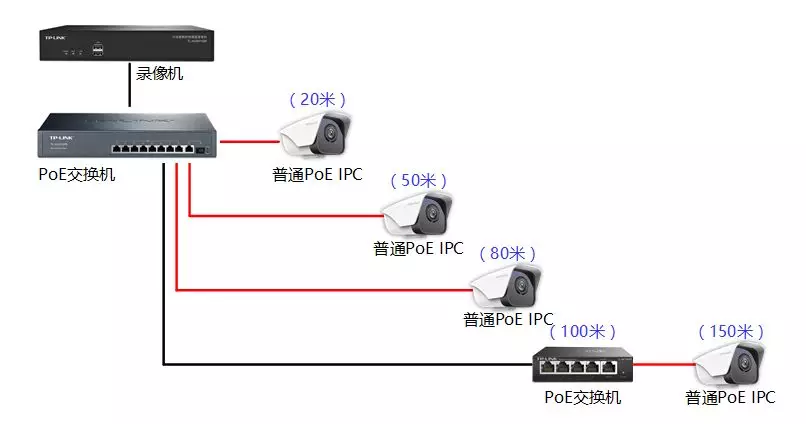 TP-LINK
录像机
（20米）
TP-LINK
PoE交换机
普通PoE IPC
（50米）
普通PoE IPC
（80米）
普通PoE IPC
（100米）
（150米）
TP-LINK
PoE交换机
普通PoE IPC